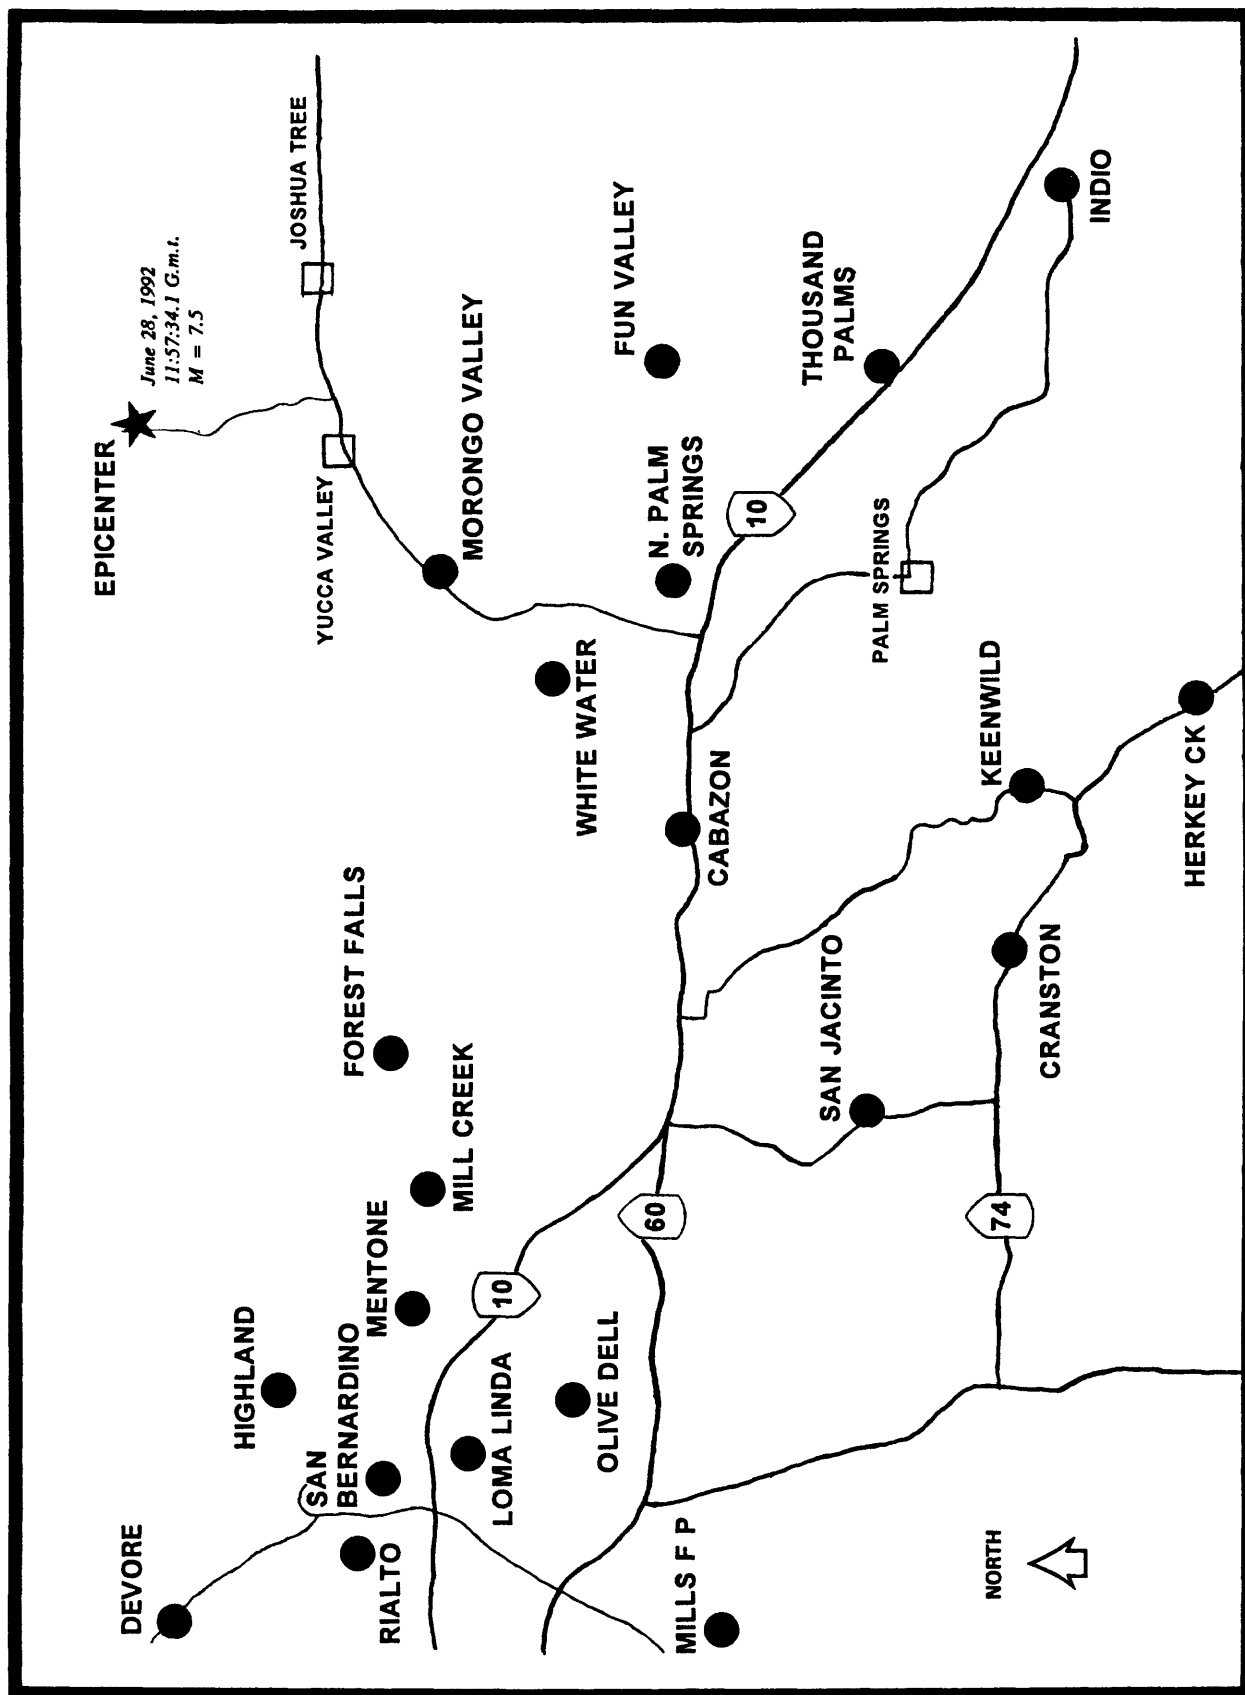 EPICENTER
June 28, 1992
11:57:34.1 G.m.t.
M = 7.5
JOSHUA TREE
YUCCA VALLEY
MORONGO VALLEY
DEVORE
HIGHLAND
SAN
BERNARDINO
RIALTO
MENTONE
FOREST FALLS
MILL CREEK
LOMA LINDA
10
OLIVE DELL
WHITE WATER
FUN VALLEY
N. PALM
SPRINGS
10
THOUSAND
PALMS
CABAZON
60
MILLS F P
SAN JACINTO
PALM SPRINGS
KEENWILD
INDIO
74
CRANSTON
HERKEY CK
NORTH